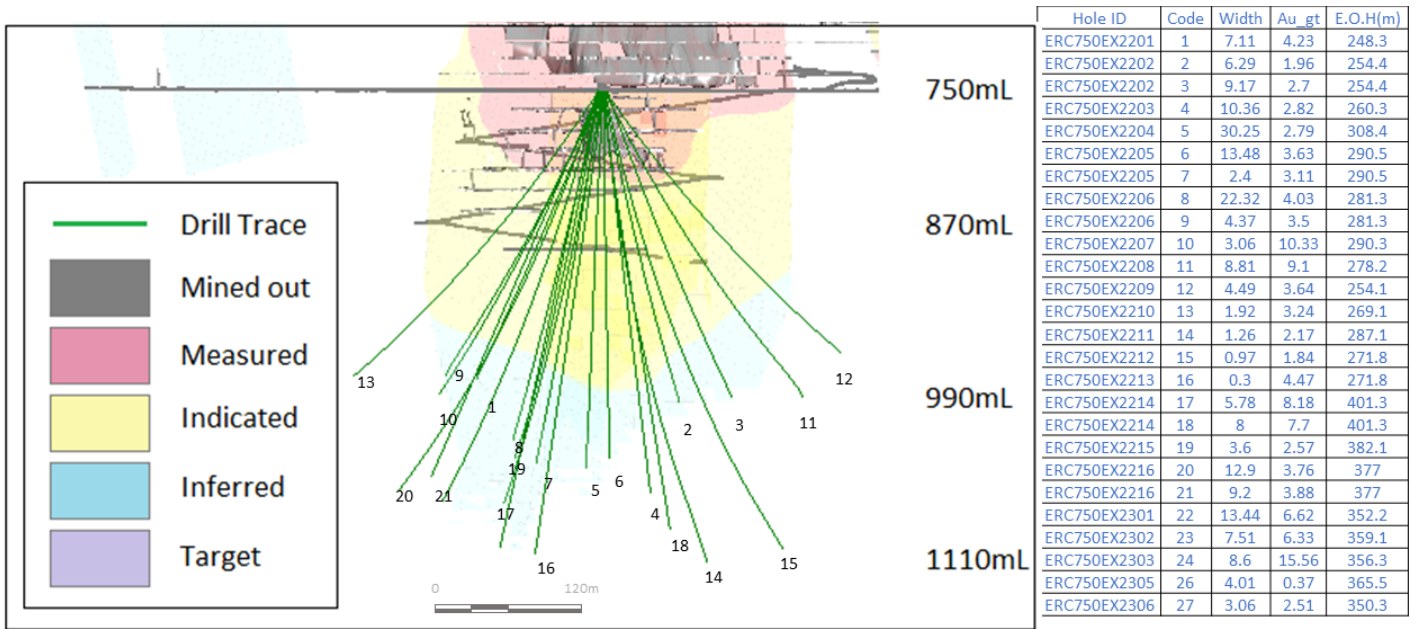 750mL
870mL
990mL
1110mL
Drill Trace
Mined out
Measured
Indicated
Inferred
Target
13
9
10
1
8
19
20
21
17
7
16
5
6
4
18
2
3
14
15
11
12
0 120m
Hole ID Code Width Au_gt E.O.H(m)
ERC750EX2201 1 7.11 4.23 248.3
ERC750EX2202 2 6.29 1.96 254.4
ERC750EX2202 3 9.17 2.7 254.4
ERC750EX2203 4 10.36 2.82 260.3
ERC750EX2204 5 30.25 2.79 308.4
ERC750EX2205 6 13.48 3.63 290.5
ERC750EX2205 7 2.4 3.11 290.5
ERC750EX2206 8 22.32 4.03 281.3
ERC750EX2206 9 4.37 3.5 281.3
ERC750EX2207 10 3.06 10.33 290.3
ERC750EX2208 11 8.81 9.1 278.2
ERC750EX2209 12 4.49 3.64 254.1
ERC750EX2210 13 1.92 3.24 269.1
ERC750EX2211 14 1.26 2.17 287.1
ERC750EX2212 15 0.97 1.84 271.8
ERC750EX2213 16 0.3 4.47 271.8
ERC750EX2214 17 5.78 8.18 401.3
ERC750EX2214 18 8 7.7 401.3
ERC750EX2215 19 3.6 2.57 382.1
ERC750EX2216 20 12.9 3.76 377
ERC750EX2216 21 9.2 3.88 377
ERC750EX2301 22 13.44 6.62 352.2
ERC750EX2302 23 7.51 6.33 359.1
ERC750EX2303 24 8.6 15.56 356.3
ERC750EX2305 26 4.01 0.37 365.5
ERC750EX2306 27 3.06 2.51 350.3